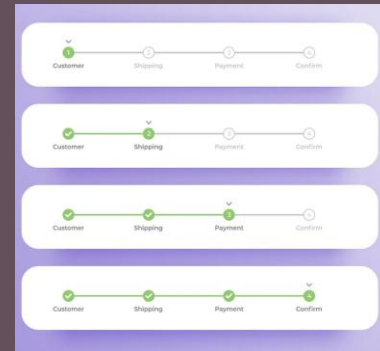 1 2 3 4
Customer Shipping Payment Confirm
2 3 4
Customer Shipping Payment Confirm
3 4
Customer Shipping Payment Confirm
4
Customer Shipping Payment Confirm